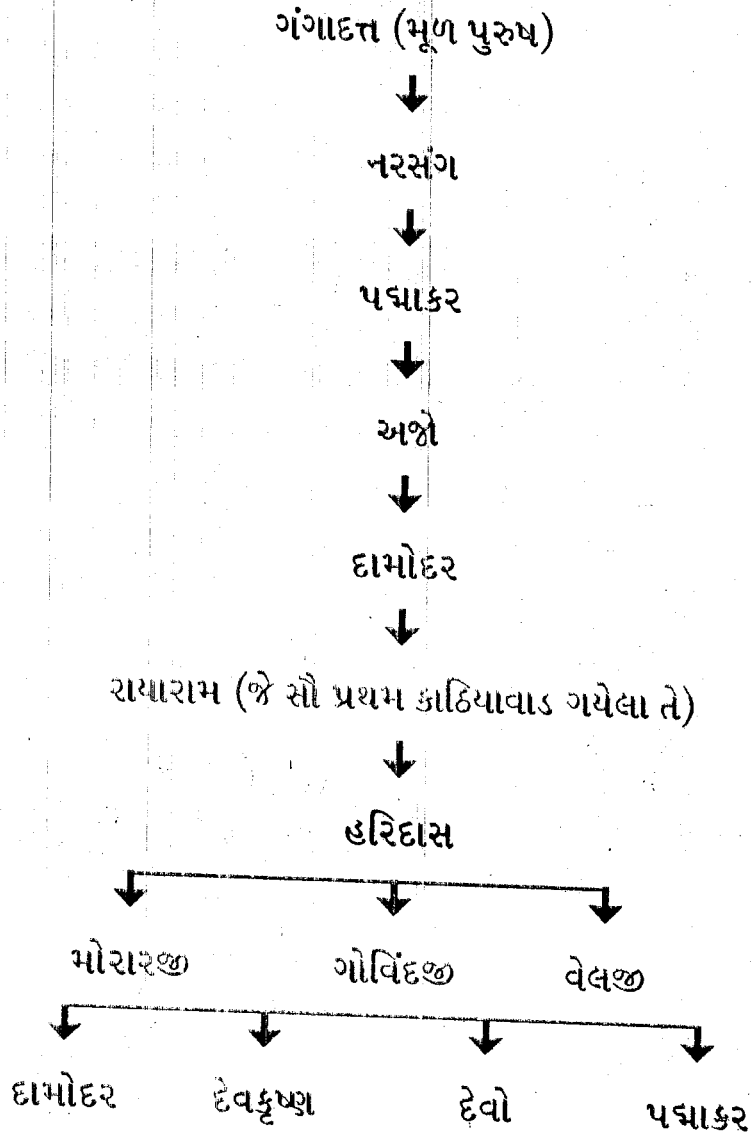 ગંગાદત્ત (મૂળ પુરુષ)
નરસંગ
પદ્માકર
અજો
દામોદર
રાયારામ (જે સૌ પ્રથમ કાઠિયાવાડ ગયેલા તે)
હરિદાસ
મોરારજી ગોવિંદજી વેલજી
દામોદર દેવકૃષ્ણ દેવો પદ્માકર